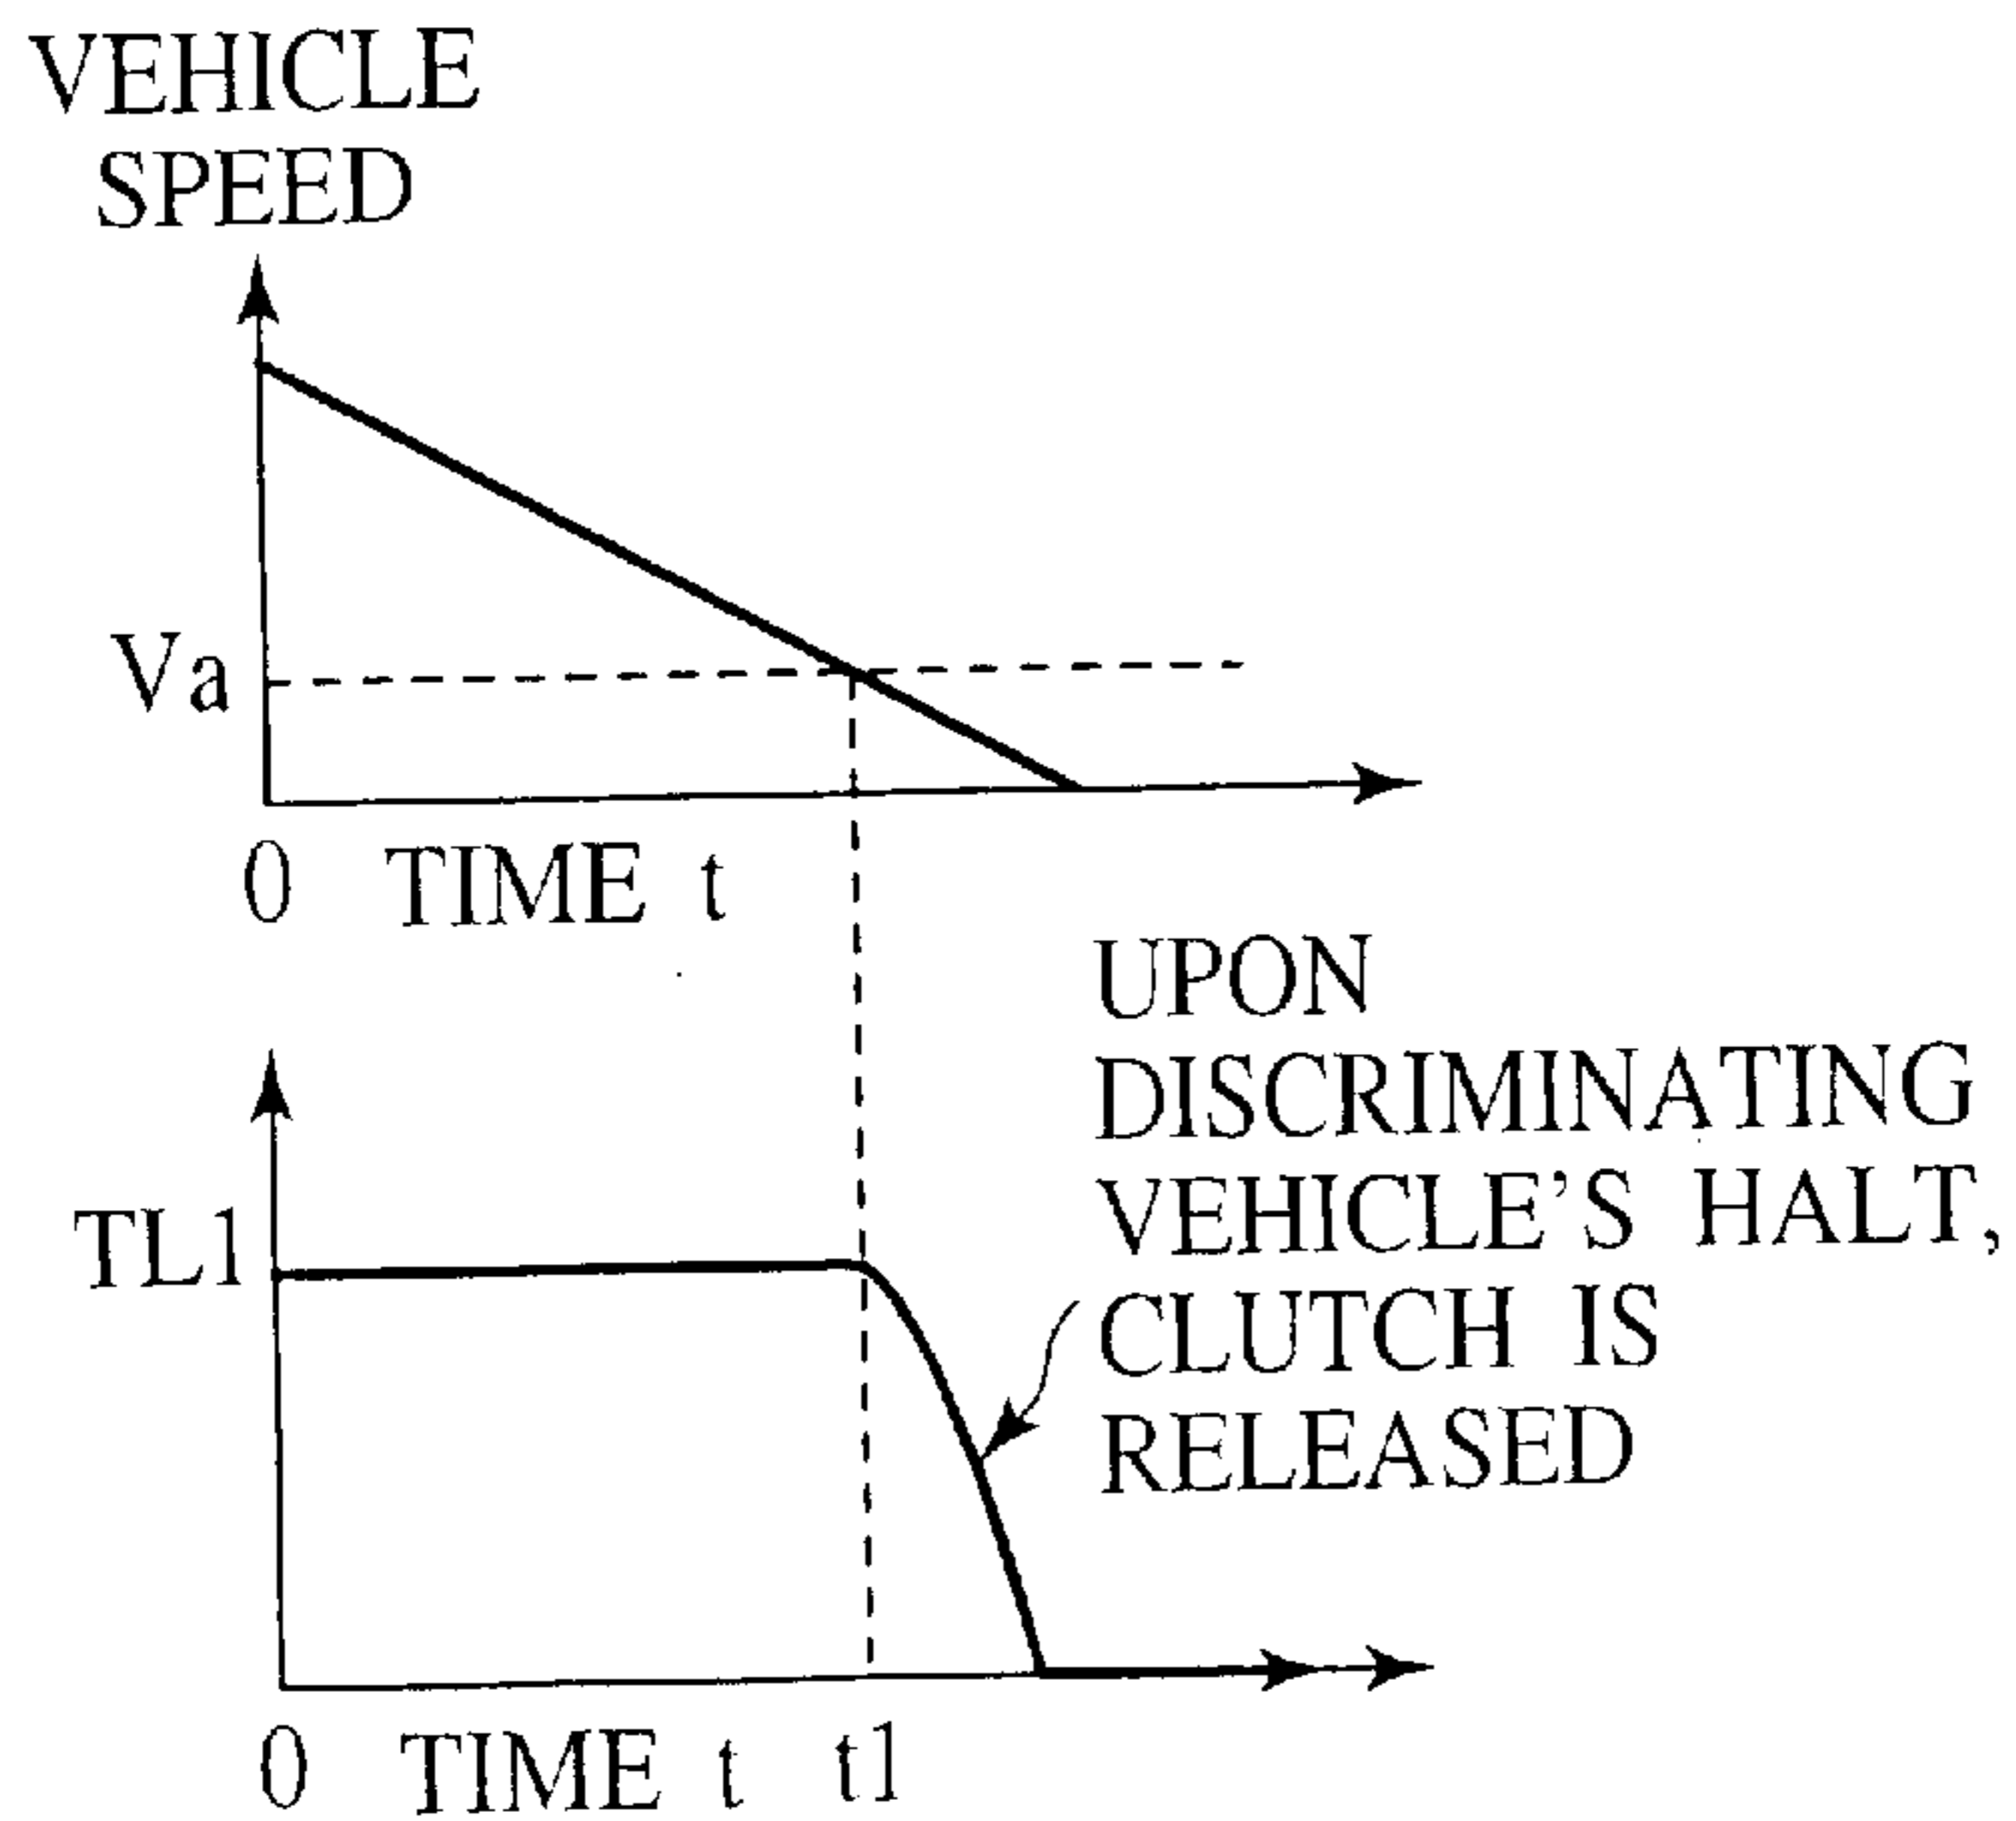 VEHICLE
SPEED
Va
0 TIME t
UPON
DISCRIMINATING
VEHICLE'S HALT,
CLUTCH IS
RELEASED
TL1
0 TIME t t1